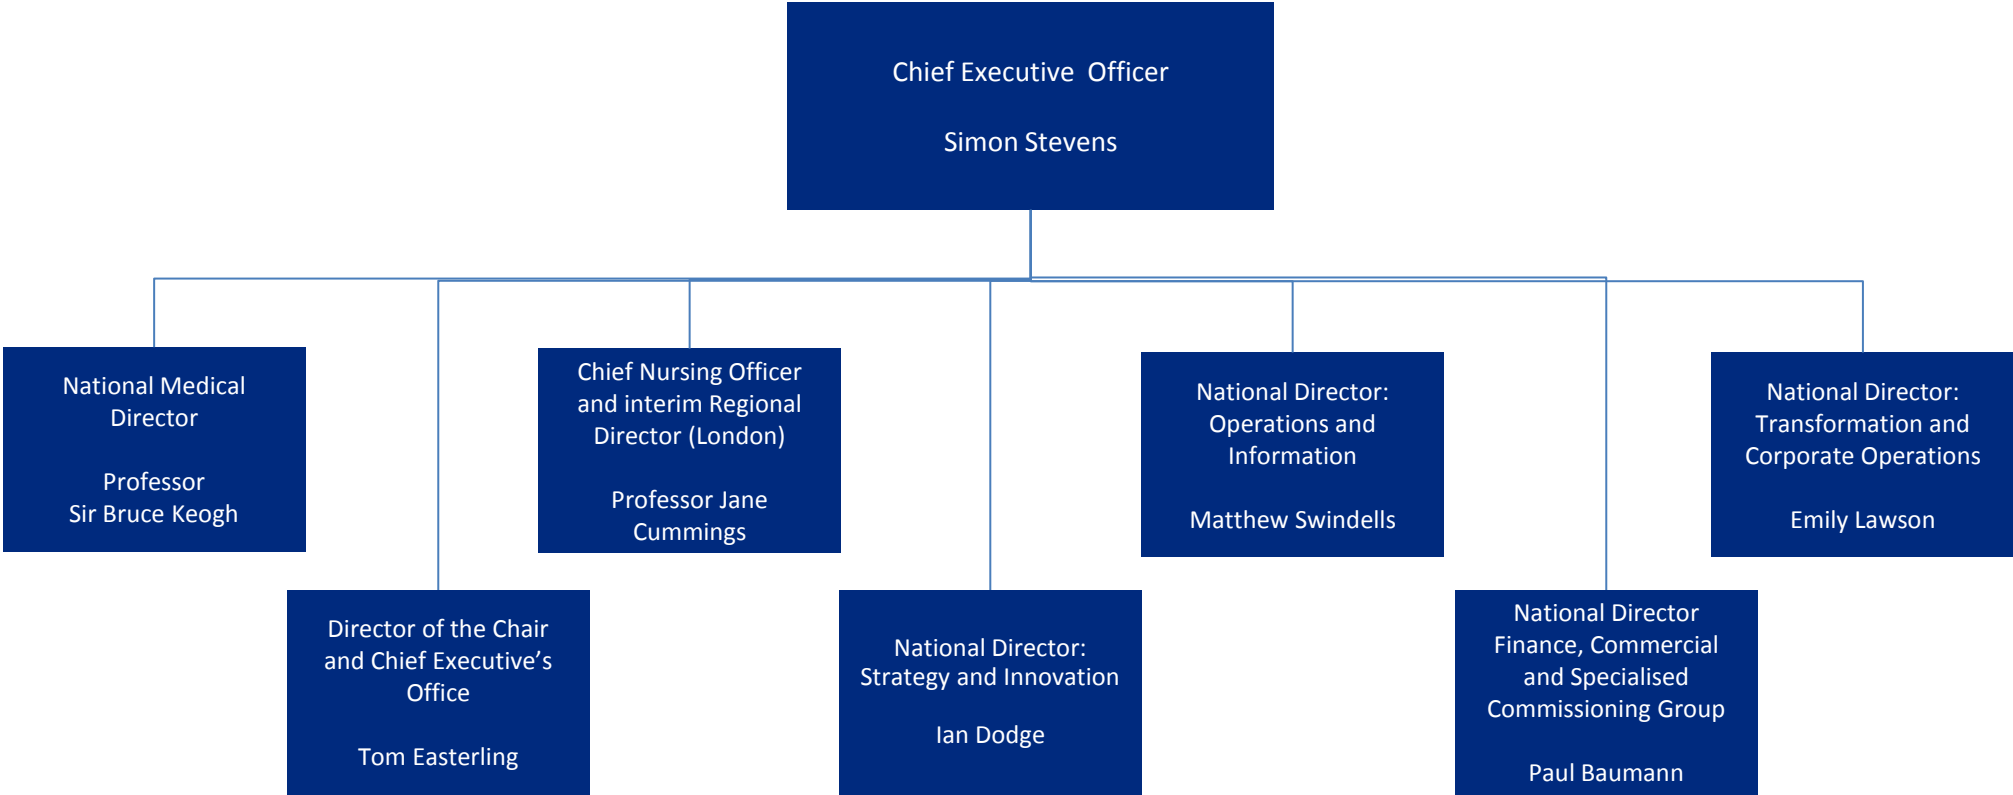 Chief Executive  Officer
Simon Stevens
National Medical
Director
Professor
Sir Bruce Keogh
Chief Nursing Officer
and interim Regional
Director (London)
Professor Jane
Cummings
National Director:
Operations and
Information
Matthew Swindells
National Director:
Transformation and
Corporate Operations
Emily Lawson
Director of the Chair
and Chief Executive’s
Office
Tom Easterling
National Director:
Strategy and Innovation
Ian Dodge
National Director
Finance, Commercial
and Specialised
Commissioning Group
Paul Baumann